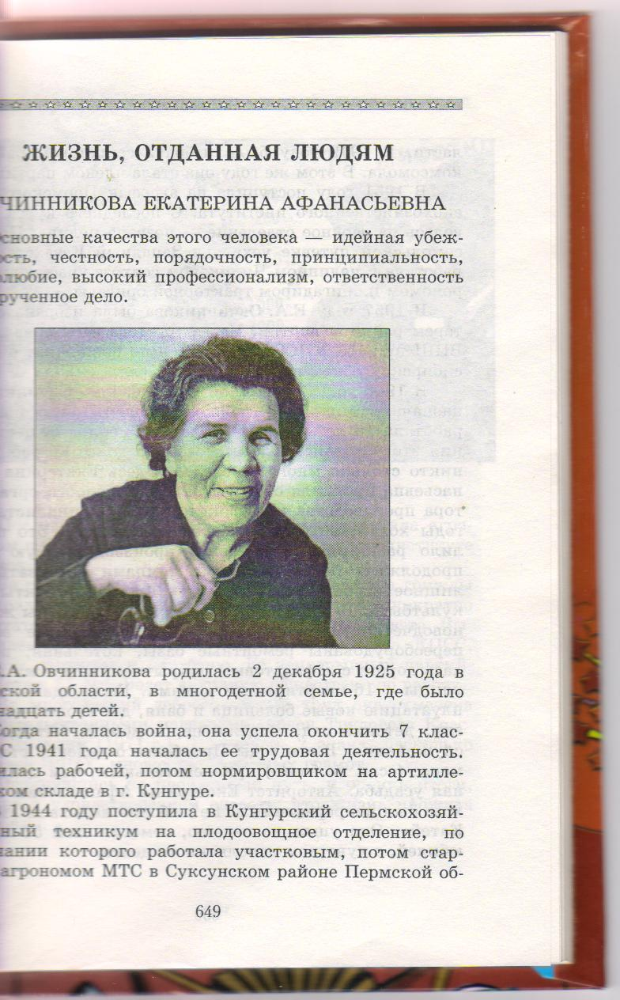 ЖИЗНЬ, ОТДАННАЯ ЛЮДЯМ
ЧИННИКОВА ЕКАТЕРИНА АФАНАСЬЕВНА
сновные качества этого человека — идейная убеж-
ость, честность, порядочность, принципиальность,
олюбие, высокий профессионализм, ответственность
рученное дело.
.А. Овчинникова родилась 2 декабря 1925 года в
ской области, в многодетной семье, где было
надцать детей.
Когда началась война, она успела окончить 7 клас-
С 1941 года началась ее трудовая деятельность.
илась рабочей, потом нормировщиком на артилле-
ком складе в г. Кунгуре.
В 1944 году поступила в Кунгурский сельскохозяй-
ный техникум на плодоовощное отделение, по
чании которого работала участковым, потом стар-
агрономом МТС в Суксунском районе Пермской об-
649